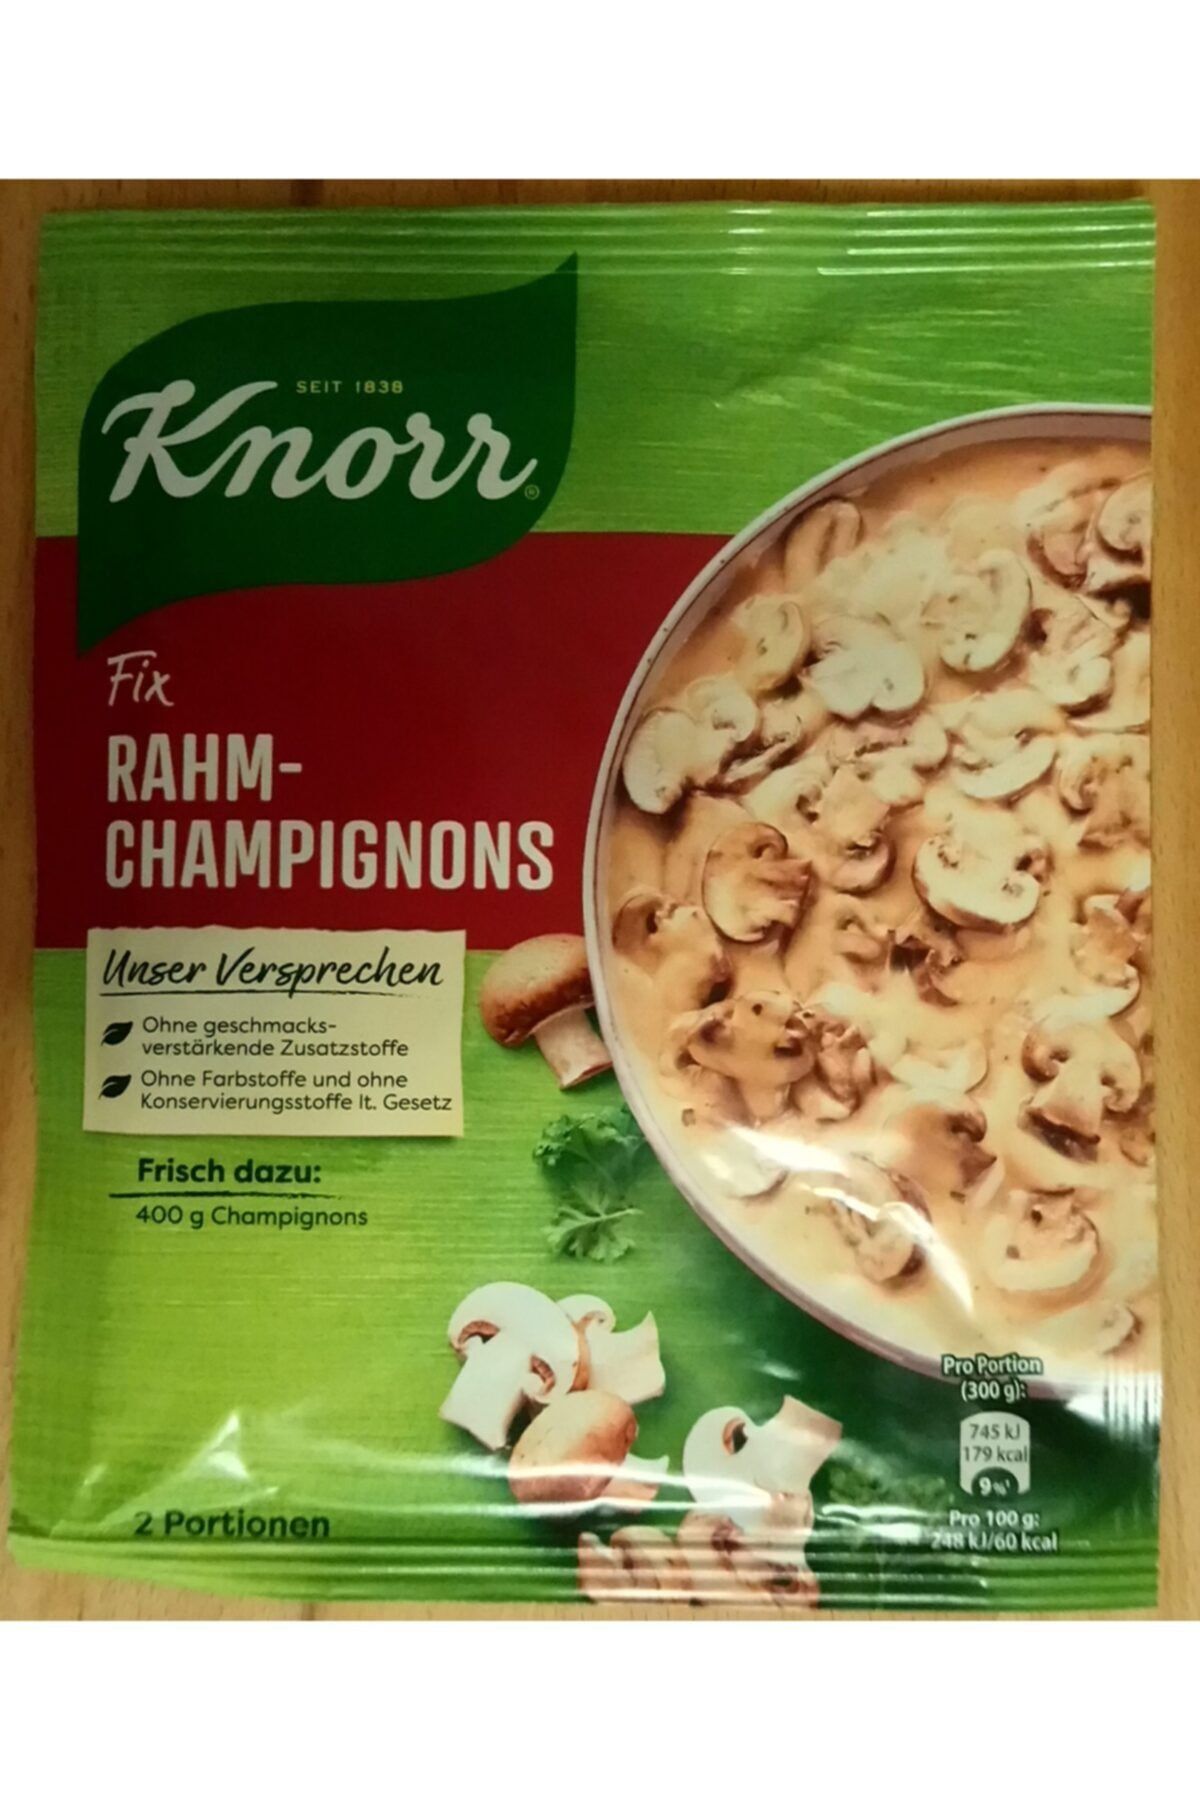 SEIT 1838
Knorr®
Fix
RAHM-
CHAMPIGNONS
Unser Versprechen
Ohne geschmacks-
verstärkende Zusatzstoffe
Ohne Farbstoffe und ohne
Konservierungsstoffe lt. Gesetz
Frisch dazu:
400 g Champignons
2 Portionen
Pro Portion
(300 g):
745 kJ
179 kcal
9%¹
Pro 100 g:
248 kJ/60 kcal